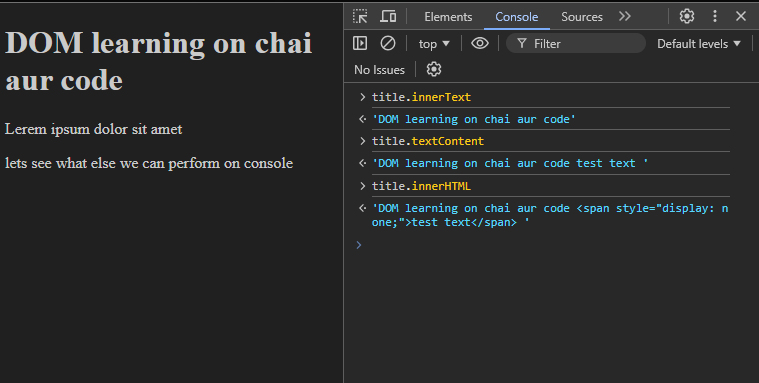 DOM learning on chai
aur code
Lorem ipsum dolor sit amet
lets see what else we can perform on console
Elements Console Sources
top Filter Default levels
No Issues
title.innerText
'DOM learning on chai aur code'
title.textContent
'DOM learning on chai aur code test text '
title.innerHTML
'DOM learning on chai aur code <span style="display: n
one;">test text</span> '